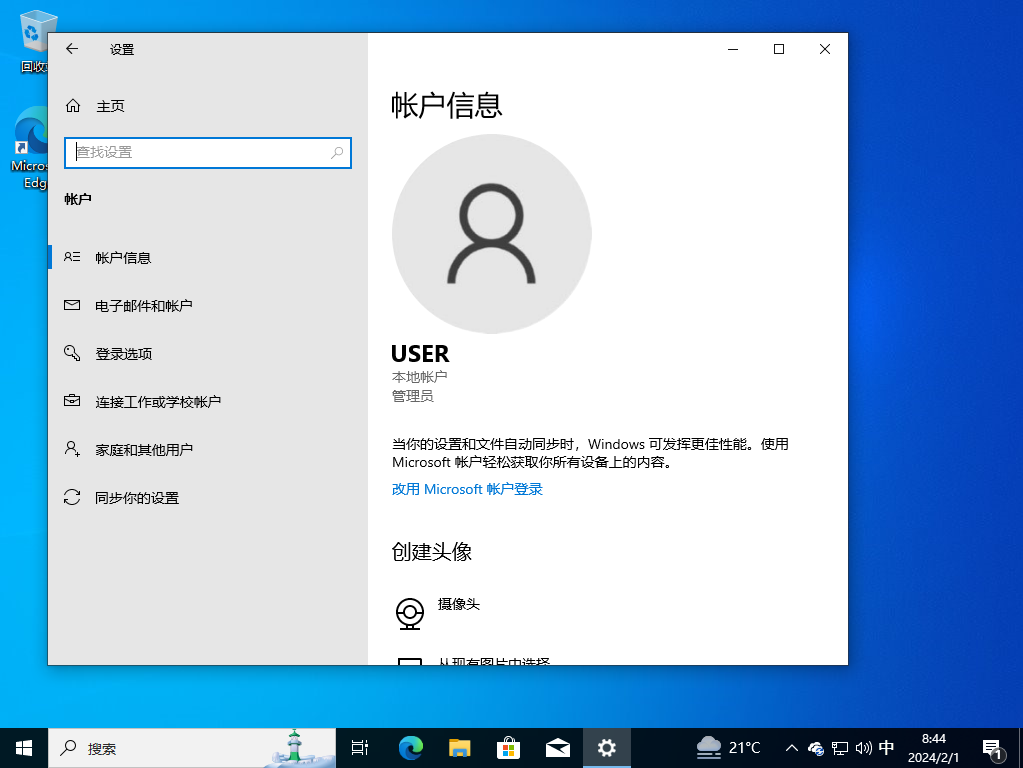 回收
Micros
Edg
设置
主页
查找设置
帐户
帐户信息
电子邮件和帐户
登录选项
连接工作或学校帐户
家庭和其他用户
同步你的设置
帐户信息
USER
本地帐户
管理员
当你的设置和文件自动同步时，Windows 可发挥更佳性能。使用
Microsoft 帐户轻松获取你所有设备上的内容。
改用 Microsoft 帐户登录
创建头像
摄像头
从现有图片中选择
搜索
21°C
中
8:44
2024/2/1
1